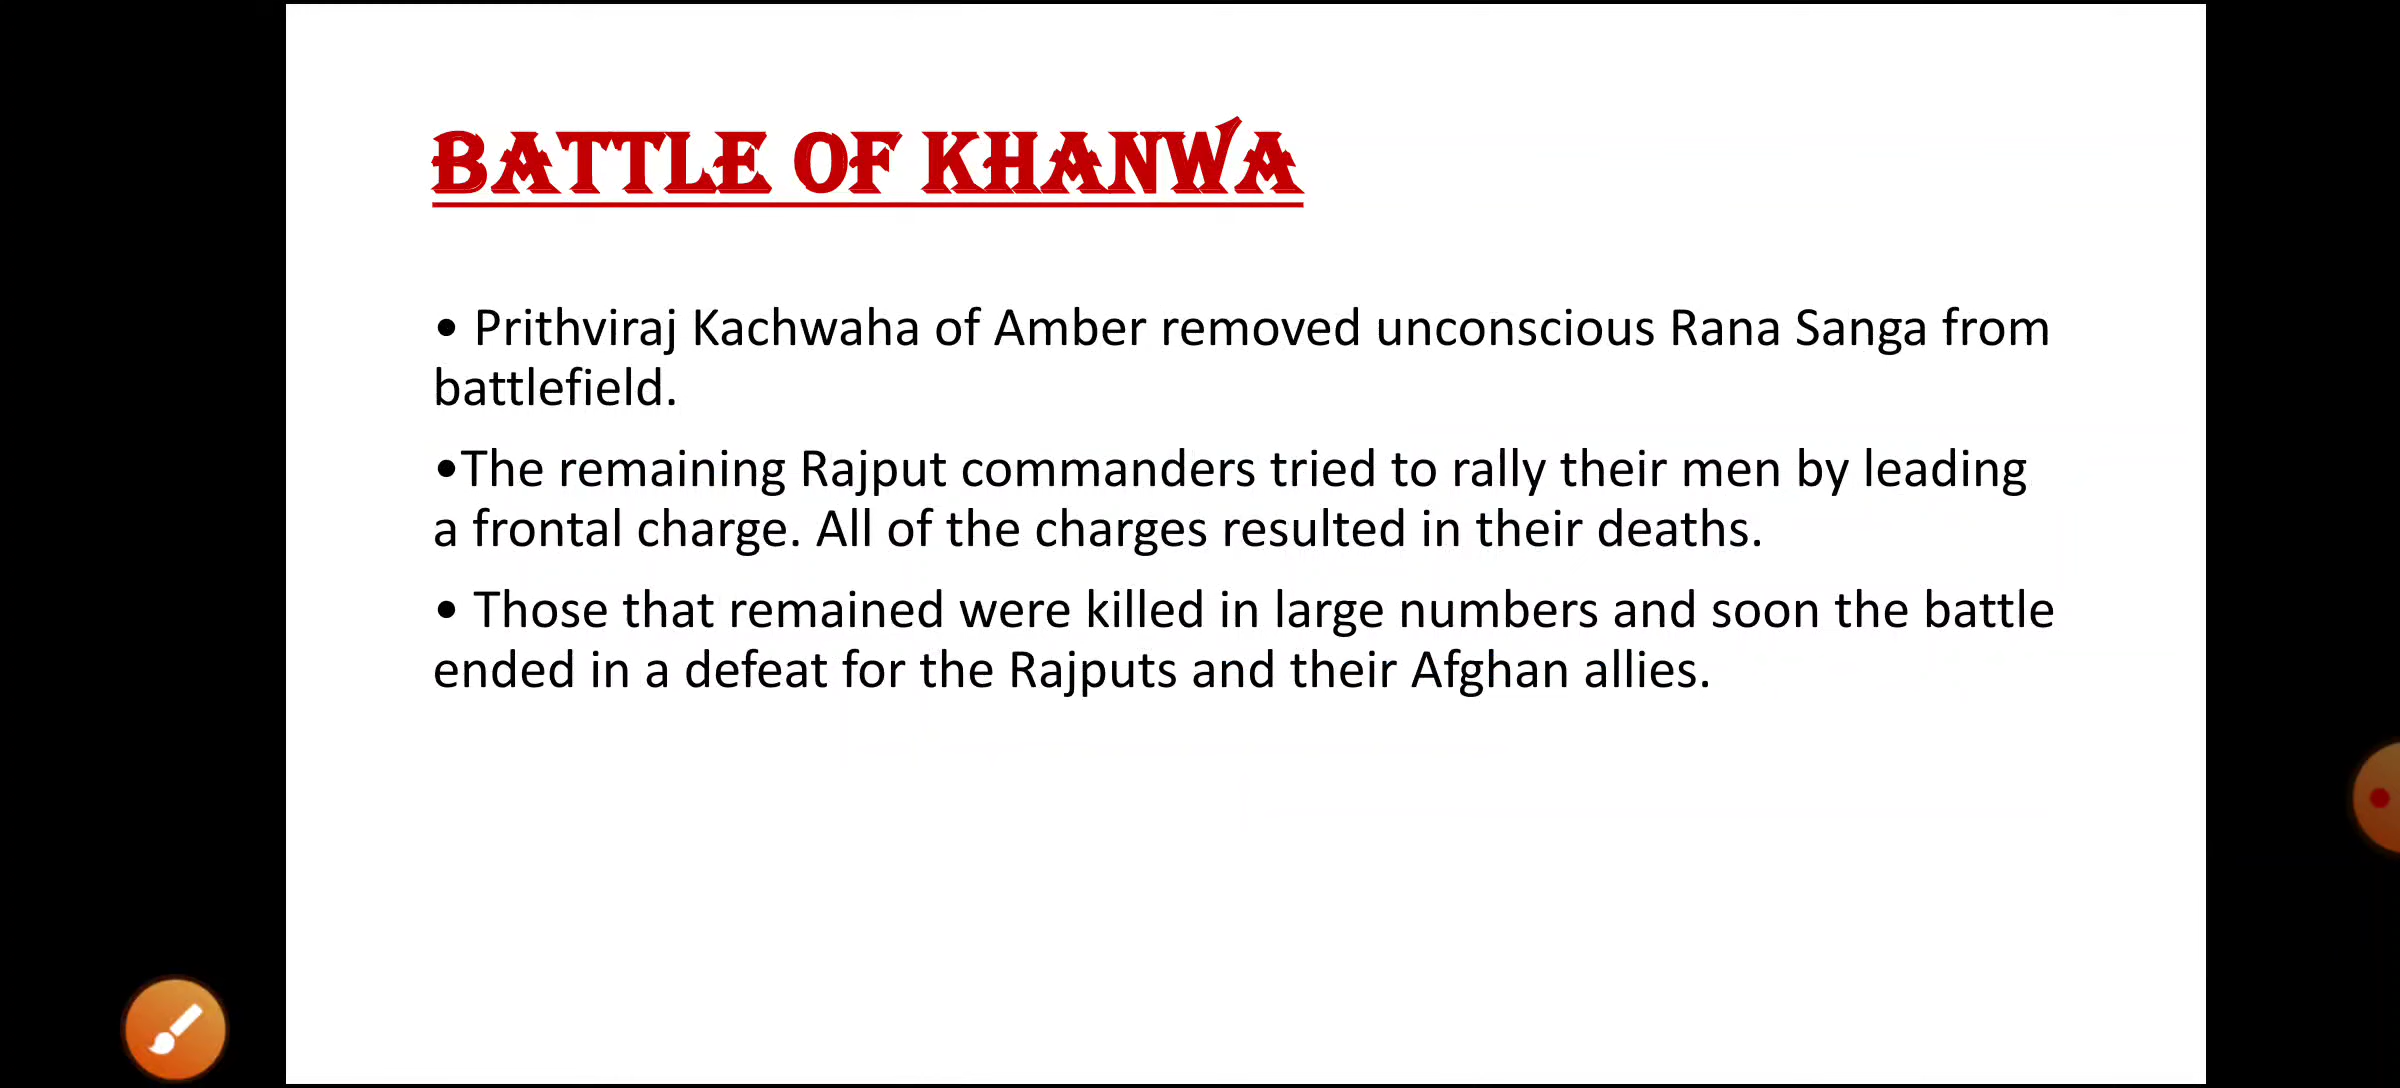 BATTLE OF KHANWA
• Prithviraj Kachwaha of Amber removed unconscious Rana Sanga from
battlefield.
•The remaining Rajput commanders tried to rally their men by leading
a frontal charge. All of the charges resulted in their deaths.
• Those that remained were killed in large numbers and soon the battle
ended in a defeat for the Rajputs and their Afghan allies.